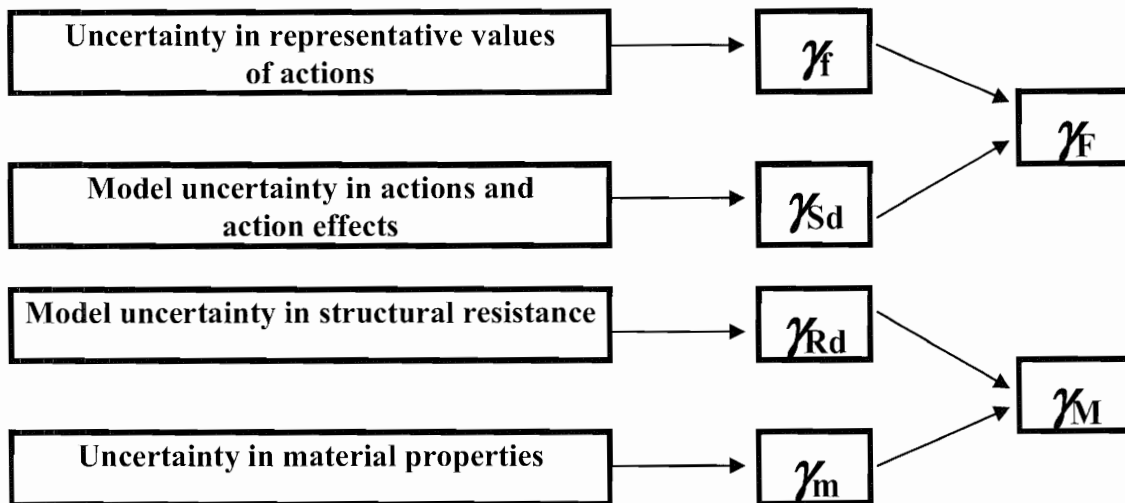 Uncertainty in representative values
of actions
γf
γF
Model uncertainty in actions and
action effects
γSd
Model uncertainty in structural resistance
γRd
γM
Uncertainty in material properties
γm